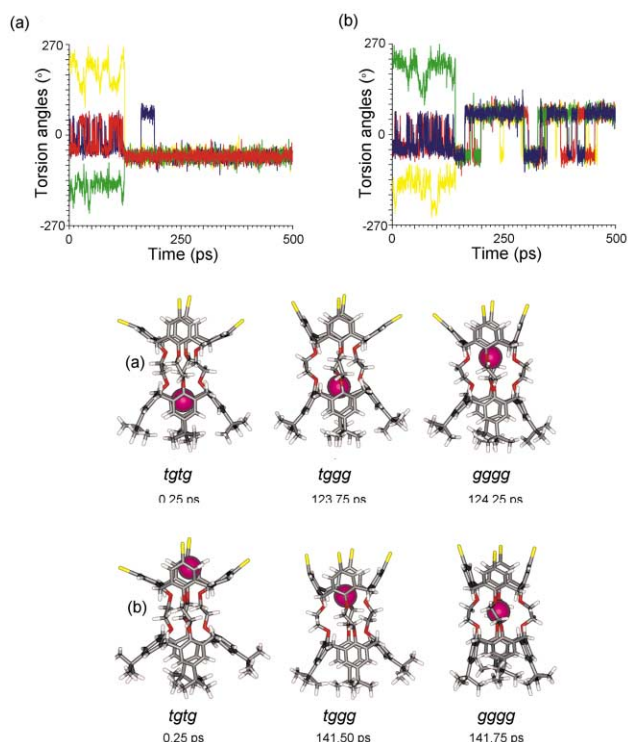 (a)
270
0
-270
Torsion angles (°)
0
250
500
Time (ps)
(b)
270
0
-270
Torsion angles (°)
0
250
500
Time (ps)
(a)
tgtg
tggg
gggg
0.25 ps
123.75 ps
124.25 ps
(b)
tgtg
tggg
gggg
0.25 ps
141.50 ps
141.75 ps